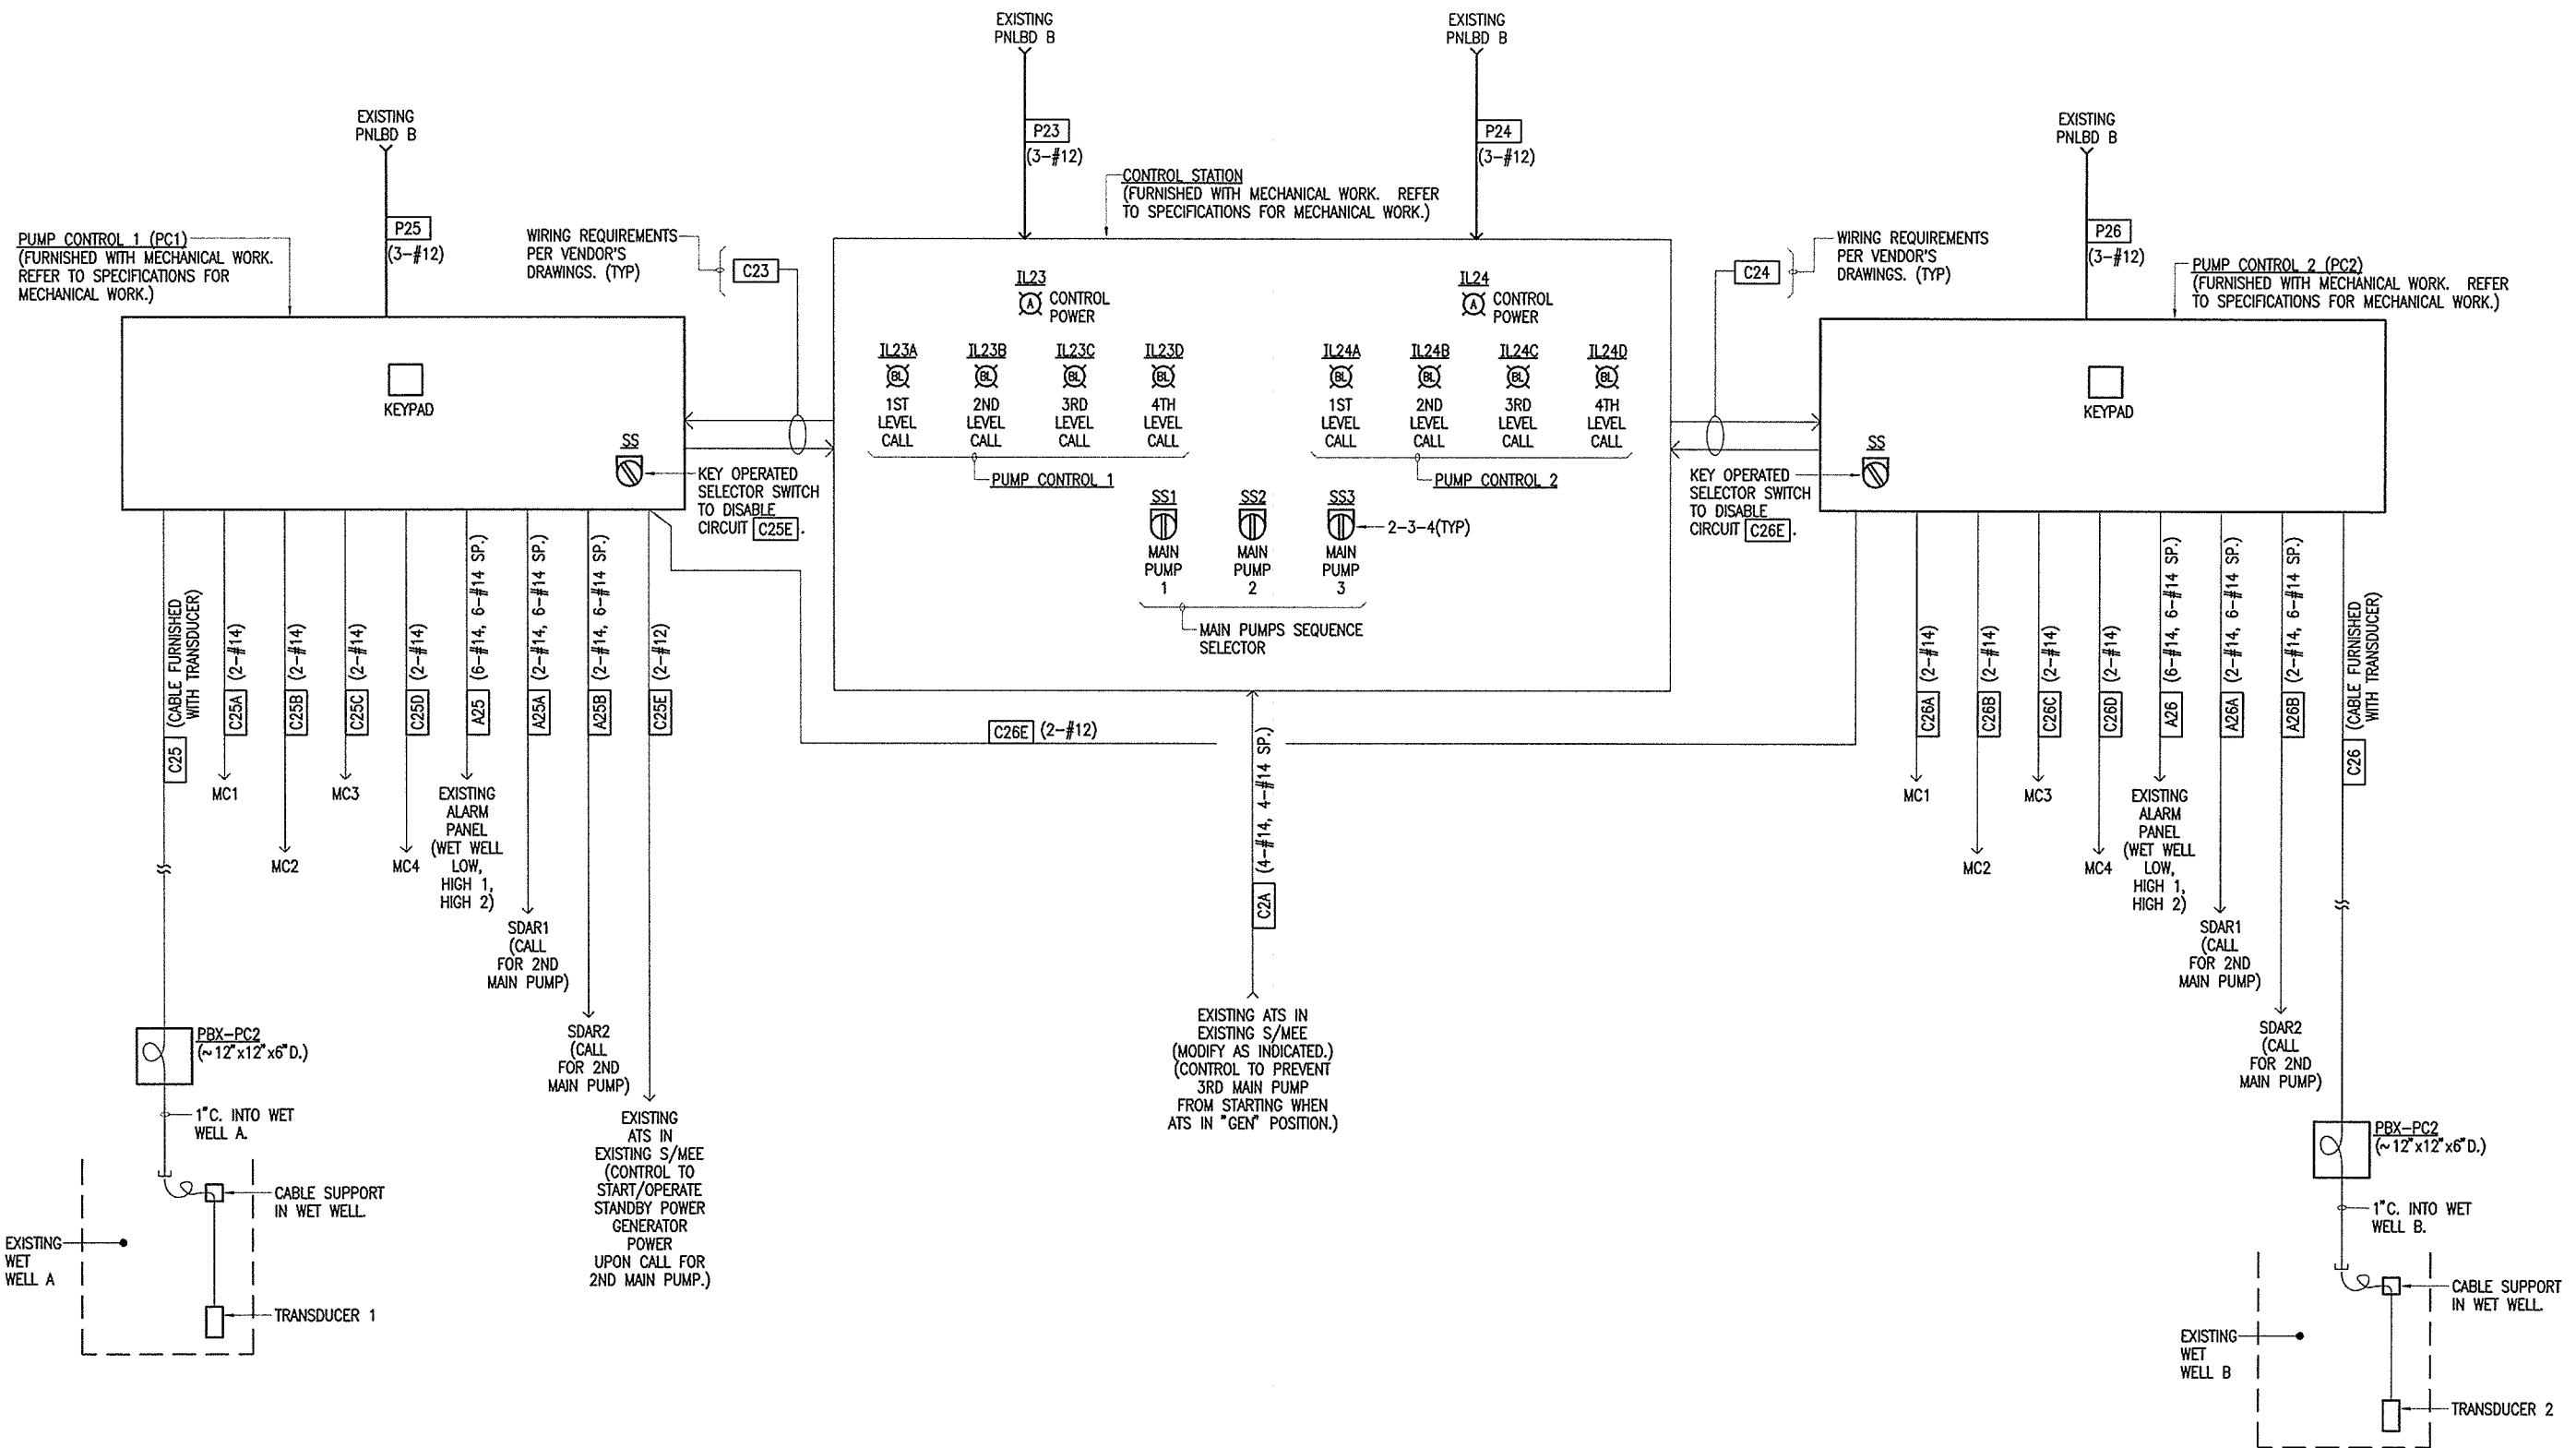 EXISTING
PNLBD B
P23
(3-#12)
EXISTING
PNLBD B
P24
(3-#12)
EXISTING
PNLBD B
P25
(3-#12)
EXISTING
PNLBD B
P26
(3-#12)
PUMP CONTROL 1 (PC1)
(FURNISHED WITH MECHANICAL WORK.
REFER TO SPECIFICATIONS FOR
MECHANICAL WORK.)
WIRING REQUIREMENTS
PER VENDOR'S
DRAWINGS. (TYP)
C23
CONTROL STATION
(FURNISHED WITH MECHANICAL WORK. REFER
TO SPECIFICATIONS FOR MECHANICAL WORK.)
C24
WIRING REQUIREMENTS
PER VENDOR'S
DRAWINGS. (TYP)
PUMP CONTROL 2 (PC2)
(FURNISHED WITH MECHANICAL WORK. REFER
TO SPECIFICATIONS FOR MECHANICAL WORK.)
KEYPAD
SS
KEY OPERATED
SELECTOR SWITCH
TO DISABLE
CIRCUIT C25E.
IL23
A CONTROL
POWER
IL23A IL23B IL23C IL23D
BL BL BL BL
1ST 2ND 3RD 4TH
LEVEL LEVEL LEVEL LEVEL
CALL CALL CALL CALL
PUMP CONTROL 1
IL24
A CONTROL
POWER
IL24A IL24B IL24C IL24D
BL BL BL BL
1ST 2ND 3RD 4TH
LEVEL LEVEL LEVEL LEVEL
CALL CALL CALL CALL
PUMP CONTROL 2
SS1 SS2 SS3
2-3-4(TYP)
MAIN MAIN MAIN
PUMP PUMP PUMP
1 2 3
MAIN PUMPS SEQUENCE
SELECTOR
KEYPAD
SS
KEY OPERATED
SELECTOR SWITCH
TO DISABLE
CIRCUIT C26E.
C25 (CABLE FURNISHED
WITH TRANSDUCER)
C25A (2-#14)
MC1
C25B (2-#14)
MC2
C25C (2-#14)
MC3
C25D (2-#14)
MC4
A25 (6-#14, 6-#14 SP.)
EXISTING
ALARM
PANEL
(WET WELL
LOW,
HIGH 1,
HIGH 2)
A25A (2-#14, 6-#14 SP.)
SDAR1
(CALL
FOR 2ND
MAIN PUMP)
A25B (2-#14, 6-#14 SP.)
SDAR2
(CALL
FOR 2ND
MAIN PUMP)
C25E (2-#12)
EXISTING
ATS IN
EXISTING S/MEE
(CONTROL TO
START/OPERATE
STANDBY POWER
GENERATOR
POWER
UPON CALL FOR
2ND MAIN PUMP.)
C26E (2-#12)
C2A (4-#14, 4-#14 SP.)
EXISTING ATS IN
EXISTING S/MEE
(MODIFY AS INDICATED.)
(CONTROL TO PREVENT
3RD MAIN PUMP
FROM STARTING WHEN
ATS IN "GEN" POSITION.)
C26A (2-#14)
MC1
C26B (2-#14)
MC2
C26C (2-#14)
MC3
C26D (2-#14)
MC4
A26 (6-#14, 6-#14 SP.)
EXISTING
ALARM
PANEL
(WET WELL
LOW,
HIGH 1,
HIGH 2)
A26A (2-#14, 6-#14 SP.)
SDAR1
(CALL
FOR 2ND
MAIN PUMP)
A26B (2-#14, 6-#14 SP.)
SDAR2
(CALL
FOR 2ND
MAIN PUMP)
C26 (CABLE FURNISHED
WITH TRANSDUCER)
PBX-PC2
(~12"x12"x6"D.)
1"C. INTO WET
WELL A.
CABLE SUPPORT
IN WET WELL.
EXISTING
WET
WELL A
TRANSDUCER 1
PBX-PC2
(~12"x12"x6"D.)
1"C. INTO WET
WELL B.
CABLE SUPPORT
IN WET WELL.
EXISTING
WET
WELL B
TRANSDUCER 2